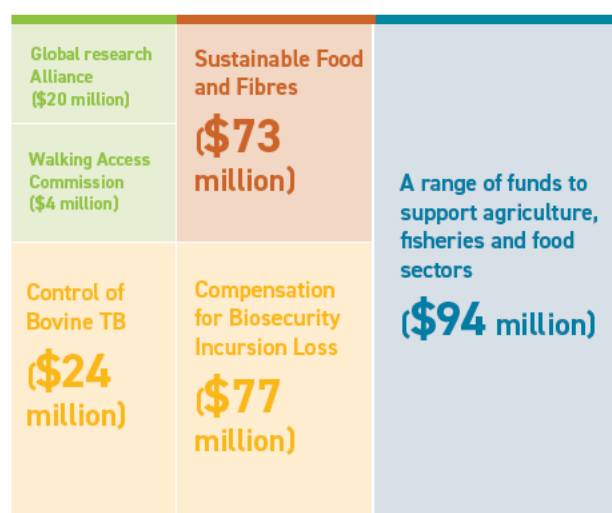 Global research
Alliance
($20 million)
Walking Access
Commission
($4 million)
Sustainable Food
and Fibres
($73
million)
Control of
Bovine TB
($24
million)
Compensation
for Biosecurity
Incursion Loss
($77
million)
A range of funds to
support agriculture,
fisheries and food
sectors
($94 million)